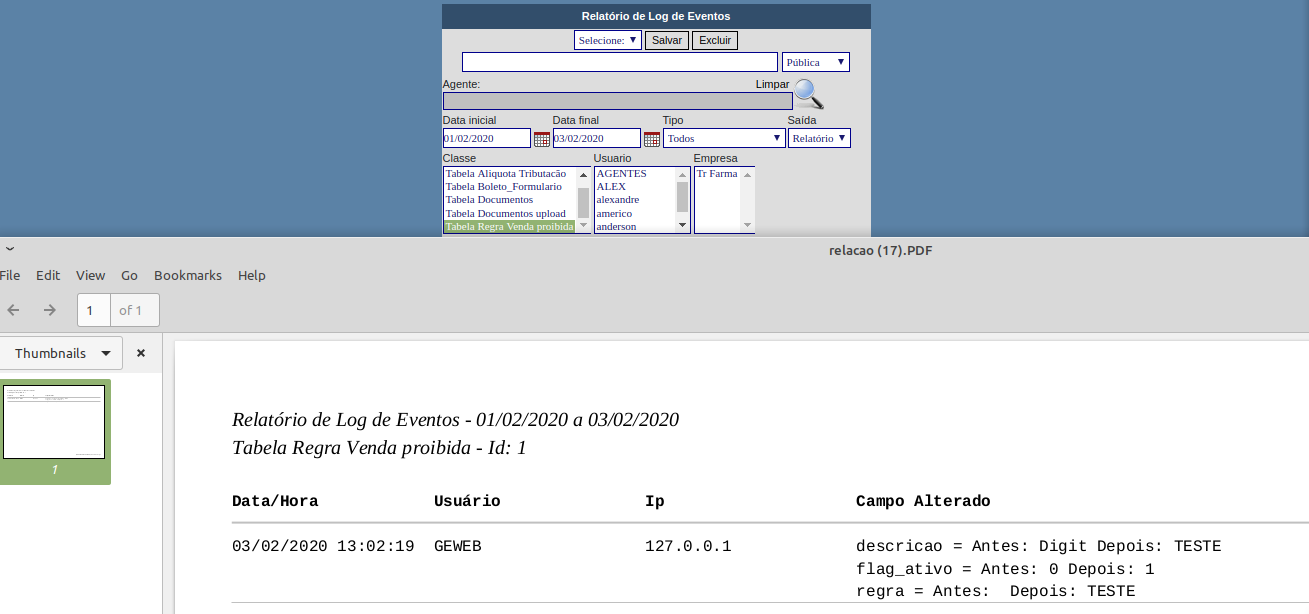 Relatório de Log de Eventos
Selecione: Salvar Excluir
Pública
Agente: Limpar
Data inicial Data final Tipo Saída
01/02/2020 03/02/2020 Todos Relatório
Classe Usuario Empresa
Tabela Aliquota Tributacão AGENTES Tr Farma
Tabela Boleto_Formulario ALEX
Tabela Documentos alexandre
Tabela Documentos upload americo
Tabela Regra Venda proibida anderson
relacao (17).PDF
File Edit View Go Bookmarks Help
1 of 1
Thumbnails
1
Relatório de Log de Eventos - 01/02/2020 a 03/02/2020
Tabela Regra Venda proibida - Id: 1
Data/Hora Usuário Ip Campo Alterado
03/02/2020 13:02:19 GEWEB 127.0.0.1 descricao = Antes: Digit Depois: TESTE
flag_ativo = Antes: 0 Depois: 1
regra = Antes: Depois: TESTE